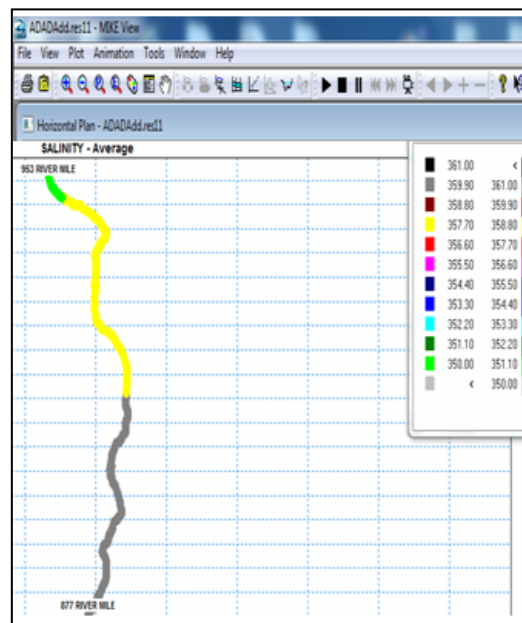 ADADAdd.res11 - MIKE View
File View Plot Animation Tools Window Help
Horizontal Plan - ADADAdd.res11
SALINITY - Average
953 RIVER NILE
361.00 <
359.90 361.00
358.80 359.90
357.70 358.80
356.60 357.70
355.50 356.60
354.40 355.50
353.30 354.40
352.20 353.30
351.10 352.20
350.00 351.10
< 350.00
877 RIVER NILE